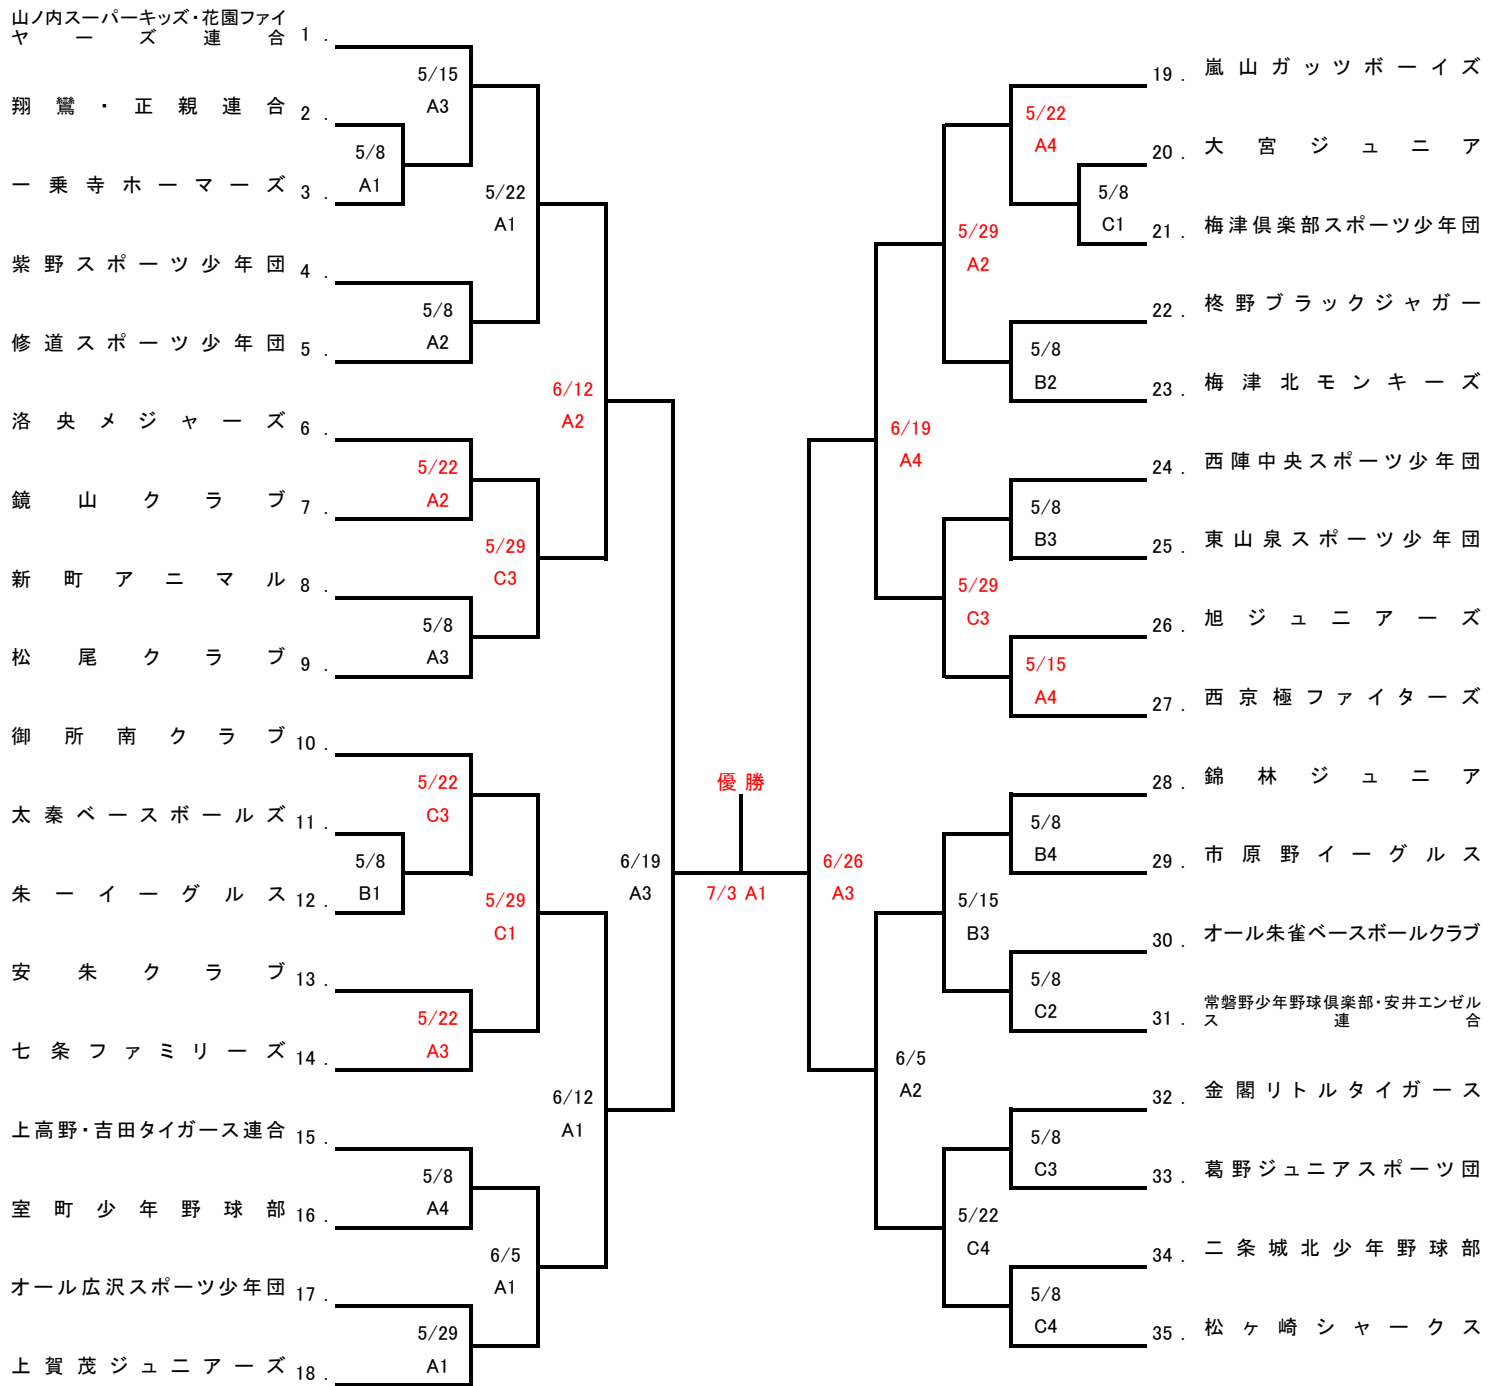 山ノ内スーパーキッズ・花園ファイ
ヤーズ連合 1 .
翔鸞・正親連合 2 .
一乗寺ホーマーズ 3 .
紫野スポーツ少年団 4 .
修道スポーツ少年団 5 .
洛央メジャーズ 6 .
鏡山クラブ 7 .
新町アニマル 8 .
松尾クラブ 9 .
御所南クラブ 10 .
太秦ベースボールズ 11 .
朱一イーグルス 12 .
安朱クラブ 13 .
七条ファミリーズ 14 .
上高野・吉田タイガース連合 15 .
室町少年野球部 16 .
オール広沢スポーツ少年団 17 .
上賀茂ジュニアーズ 18 .
5/15
A3
5/8
A1
5/22
A1
5/8
A2
6/12
A2
5/22
A2
5/29
C3
5/8
A3
5/22
C3
5/8
B1
5/29
C1
5/22
A3
6/12
A1
5/8
A4
6/5
A1
5/29
A1
6/19
A3
優勝
7/3 A1
6/26
A3
5/22
A4
5/8
C1
5/29
A2
5/8
B2
6/19
A4
5/8
B3
5/29
C3
5/15
A4
5/8
B4
5/15
B3
5/8
C2
6/5
A2
5/8
C3
5/22
C4
5/8
C4
19 . 嵐山ガッツボーイズ
20 . 大宮ジュニア
21 . 梅津倶楽部スポーツ少年団
22 . 柊野ブラックジャガー
23 . 梅津北モンキーズ
24 . 西陣中央スポーツ少年団
25 . 東山泉スポーツ少年団
26 . 旭ジュニアーズ
27 . 西京極ファイターズ
28 . 錦林ジュニア
29 . 市原野イーグルス
30 . オール朱雀ベースボールクラブ
31 . 常磐野少年野球倶楽部・安井エンゼル
ス連合
32 . 金閣リトルタイガース
33 . 葛野ジュニアスポーツ団
34 . 二条城北少年野球部
35 . 松ヶ崎シャークス